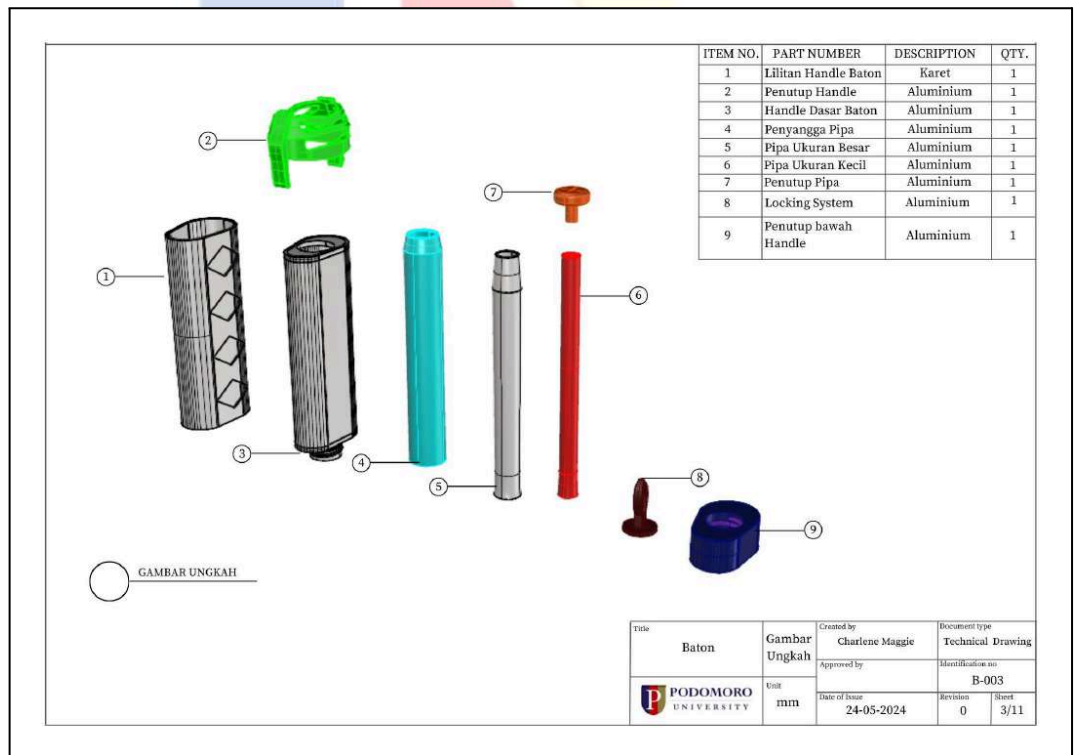 ITEM NO. PART NUMBER DESCRIPTION QTY.
1 Lilitan Handle Baton Karet 1
2 Penutup Handle Aluminium 1
3 Handle Dasar Baton Aluminium 1
4 Penyangga Pipa Aluminium 1
5 Pipa Ukuran Besar Aluminium 1
6 Pipa Ukuran Kecil Aluminium 1
7 Penutup Pipa Aluminium 1
8 Locking System Aluminium 1
9 Penutup bawah Handle Aluminium 1
2
7
1
6
3
4
5
8
9
GAMBAR UNGKAH
Title
Baton
Gambar
Ungkah
Created by
Charlene Maggie
Document type
Technical Drawing
Approved by
Identification no
B-003
P PODOMORO
UNIVERSITY
Unit
mm
Date of Issue
24-05-2024
Revision
0
Sheet
3/11